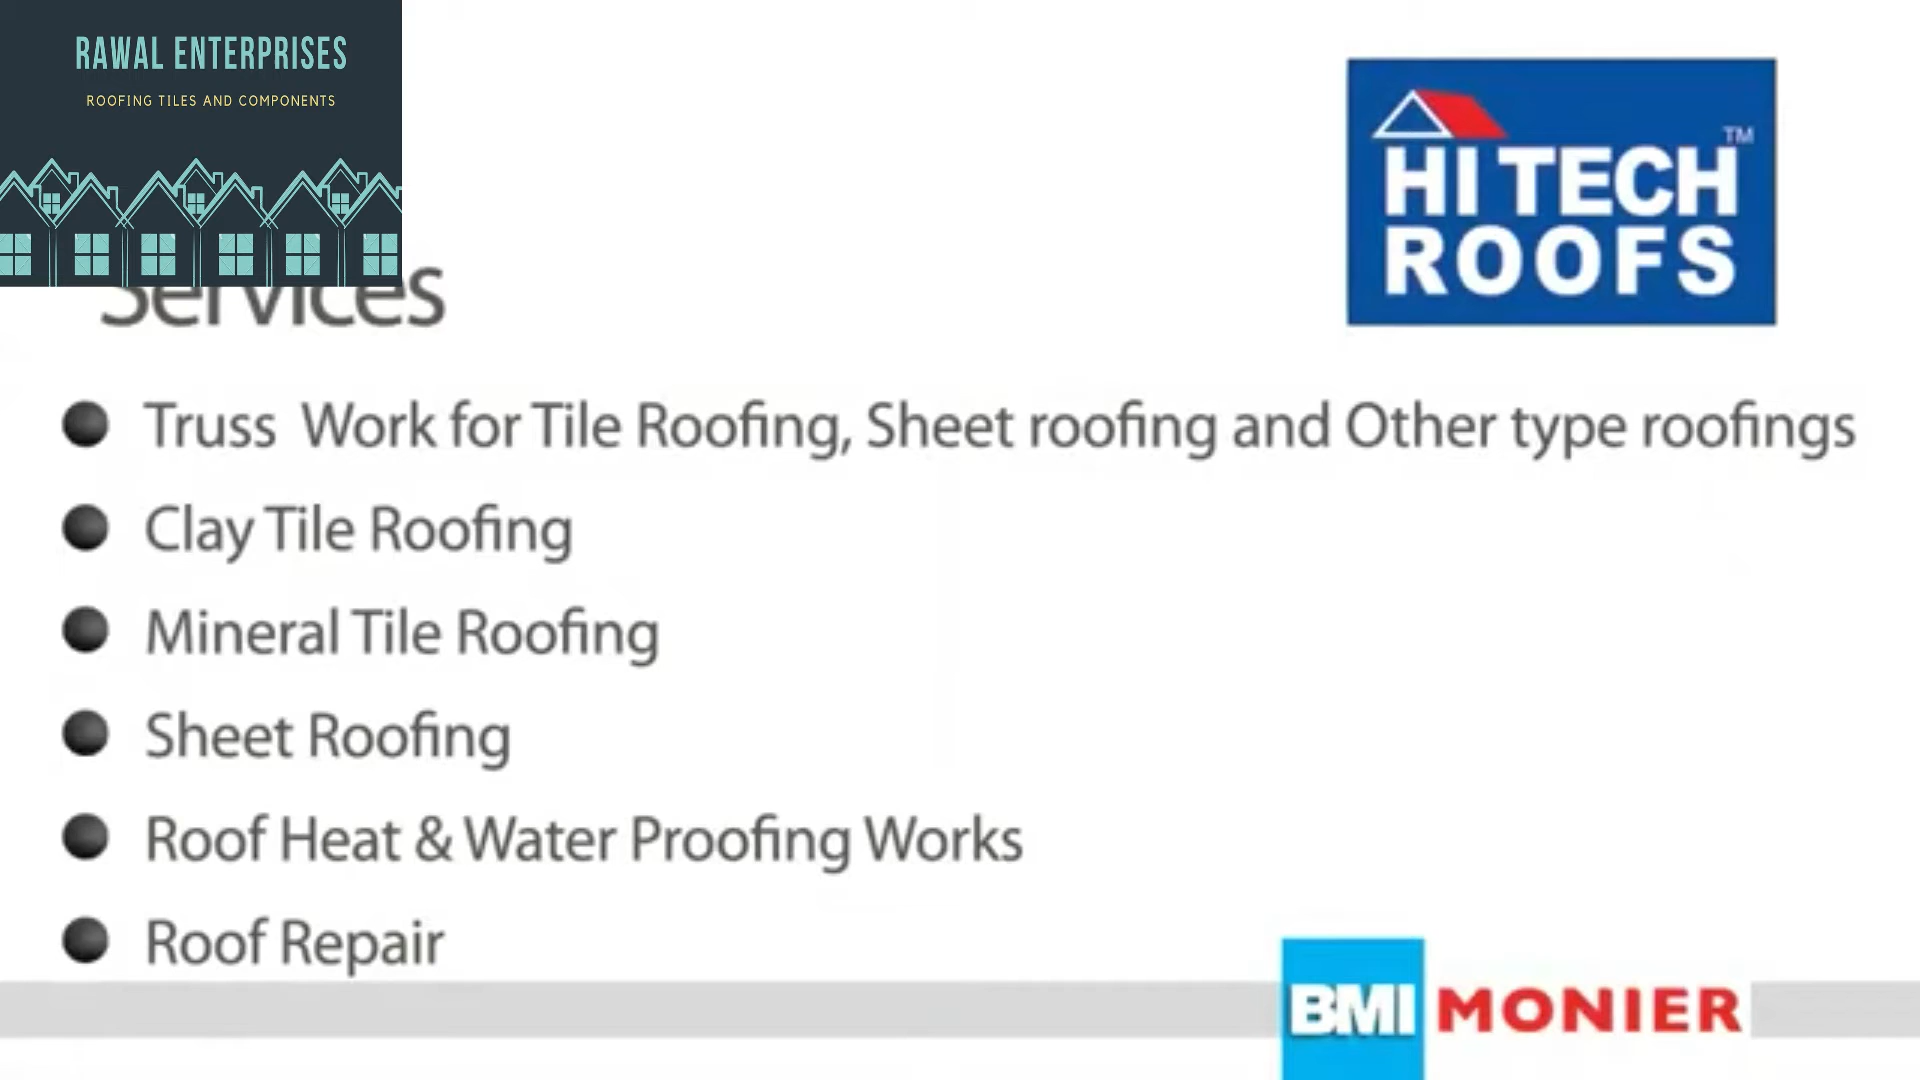 RAWAL ENTERPRISES
ROOFING TILES AND COMPONENTS
TM
HI TECH
ROOFS
Services
Truss Work for Tile Roofing, Sheet roofing and Other type roofings
Clay Tile Roofing
Mineral Tile Roofing
Sheet Roofing
Roof Heat & Water Proofing Works
Roof Repair
BMI MONIER